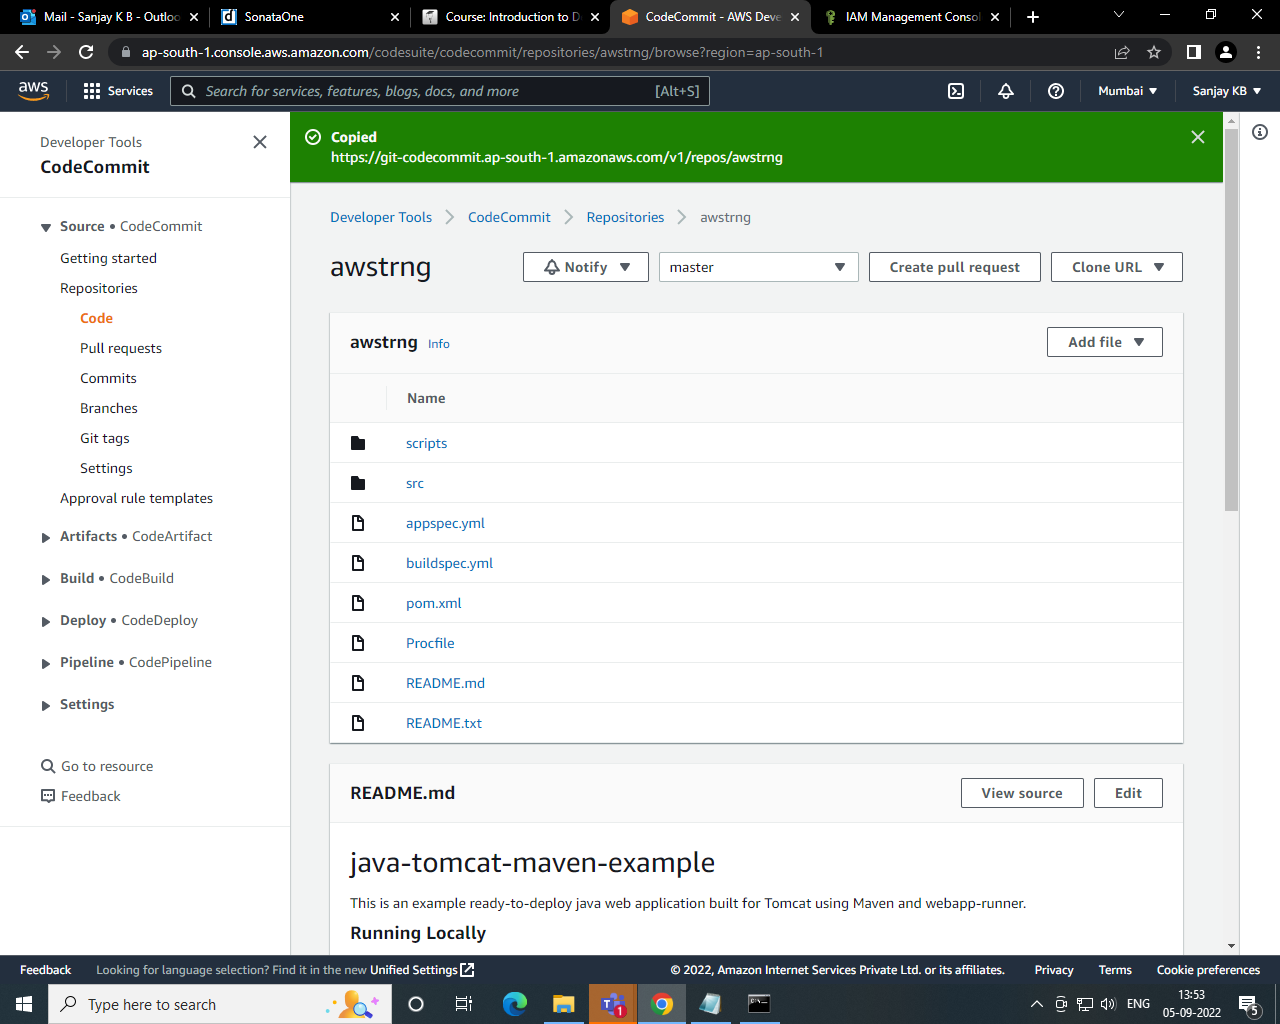 Mail - Sanjay K B - Outloo
SonataOne
Course: Introduction to D
CodeCommit - AWS Deve
IAM Management Conso
ap-south-1.console.aws.amazon.com/codesuite/codecommit/repositories/awstrng/browse?region=ap-south-1
aws
Services
Search for services, features, blogs, docs, and more
[Alt+S]
Mumbai
Sanjay KB
Developer Tools
CodeCommit
Source • CodeCommit
Getting started
Repositories
Code
Pull requests
Commits
Branches
Git tags
Settings
Approval rule templates
Artifacts • CodeArtifact
Build • CodeBuild
Deploy • CodeDeploy
Pipeline • CodePipeline
Settings
Go to resource
Feedback
Copied
https://git-codecommit.ap-south-1.amazonaws.com/v1/repos/awstrng
Developer Tools
CodeCommit
Repositories
awstrng
awstrng
Notify
master
Create pull request
Clone URL
awstrng
Info
Add file
Name
scripts
src
appspec.yml
buildspec.yml
pom.xml
Procfile
README.md
README.txt
README.md
View source
Edit
java-tomcat-maven-example
This is an example ready-to-deploy java web application built for Tomcat using Maven and webapp-runner.
Running Locally
Feedback
Looking for language selection? Find it in the new Unified Settings
© 2022, Amazon Internet Services Private Ltd. or its affiliates.
Privacy
Terms
Cookie preferences
Type here to search
1
ENG
13:53
05-09-2022
5